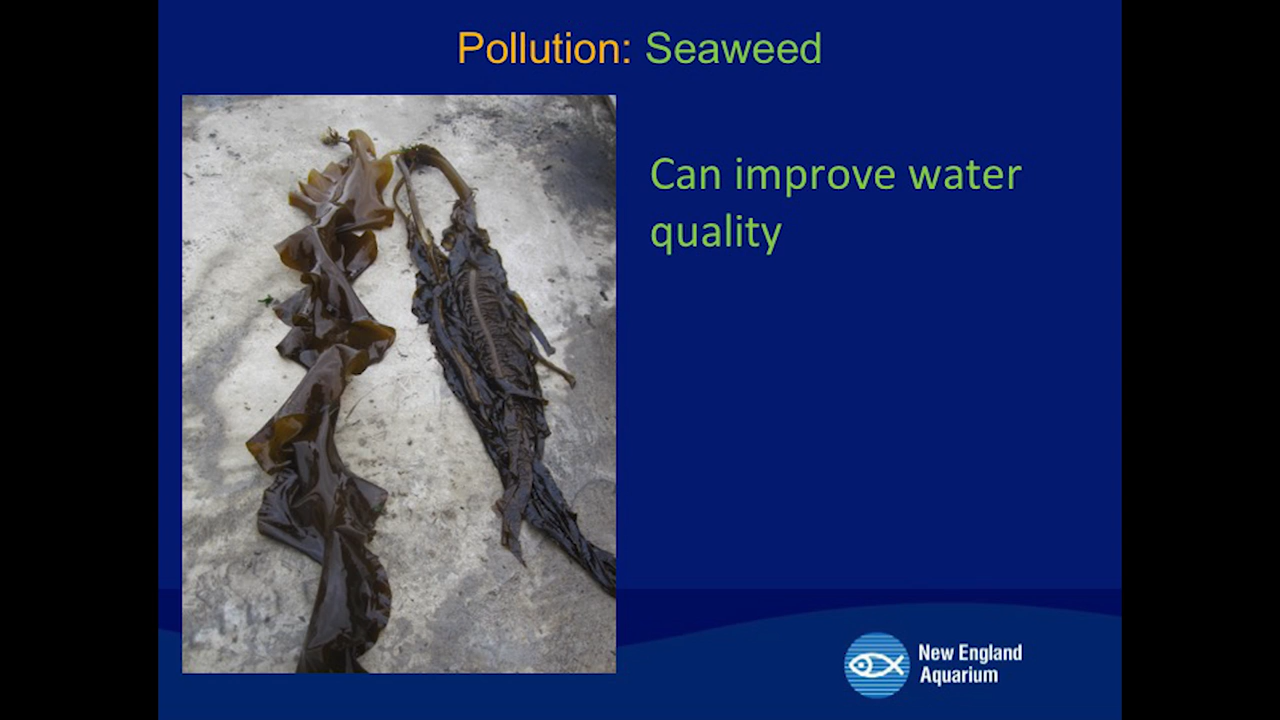 Pollution: Seaweed
Can improve water
quality
New England
Aquarium